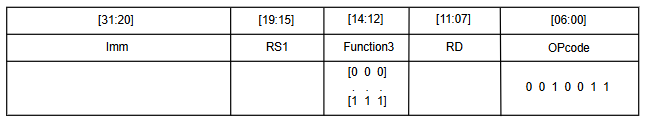 [31:20] [19:15] [14:12] [11:07] [06:00]
Imm RS1 Function3 RD OPcode
[0 0 0]
. . .
[1 1 1]
0 0 1 0 0 1 1